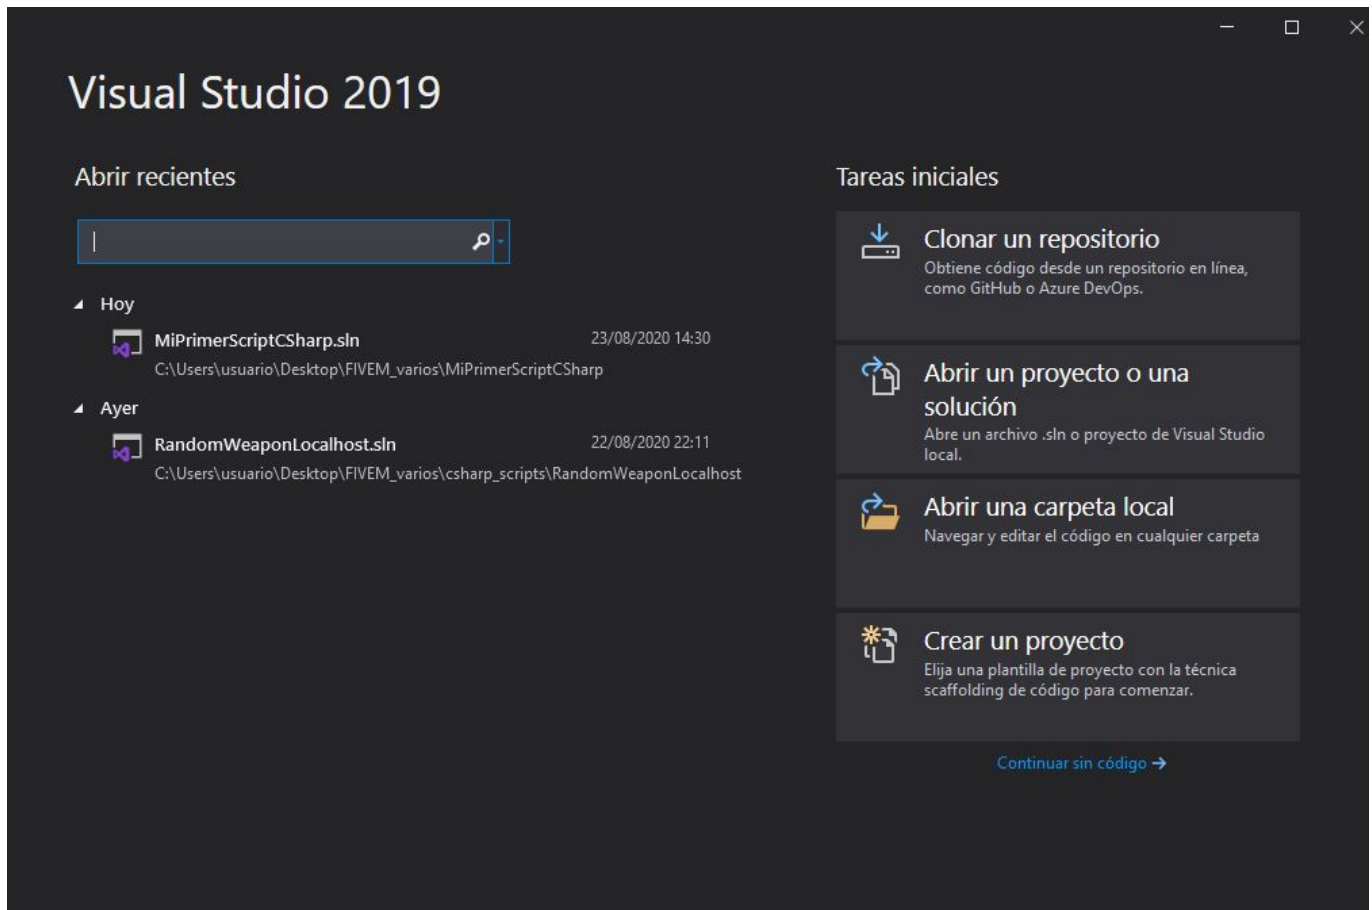 Visual Studio 2019
Abrir recientes
Hoy
MiPrimerScriptCSharp.sln 23/08/2020 14:30
C:\Users\usuario\Desktop\FIVEM_varios\MiPrimerScriptCSharp
Ayer
RandomWeaponLocalhost.sln 22/08/2020 22:11
C:\Users\usuario\Desktop\FIVEM_varios\csharp_scripts\RandomWeaponLocalhost
Tareas iniciales
Clonar un repositorio
Obtiene código desde un repositorio en línea,
como GitHub o Azure DevOps.
Abrir un proyecto o una
solución
Abre un archivo .sln o proyecto de Visual Studio
local.
Abrir una carpeta local
Navegar y editar el código en cualquier carpeta
Crear un proyecto
Elija una plantilla de proyecto con la técnica
scaffolding de código para comenzar.
Continuar sin código →